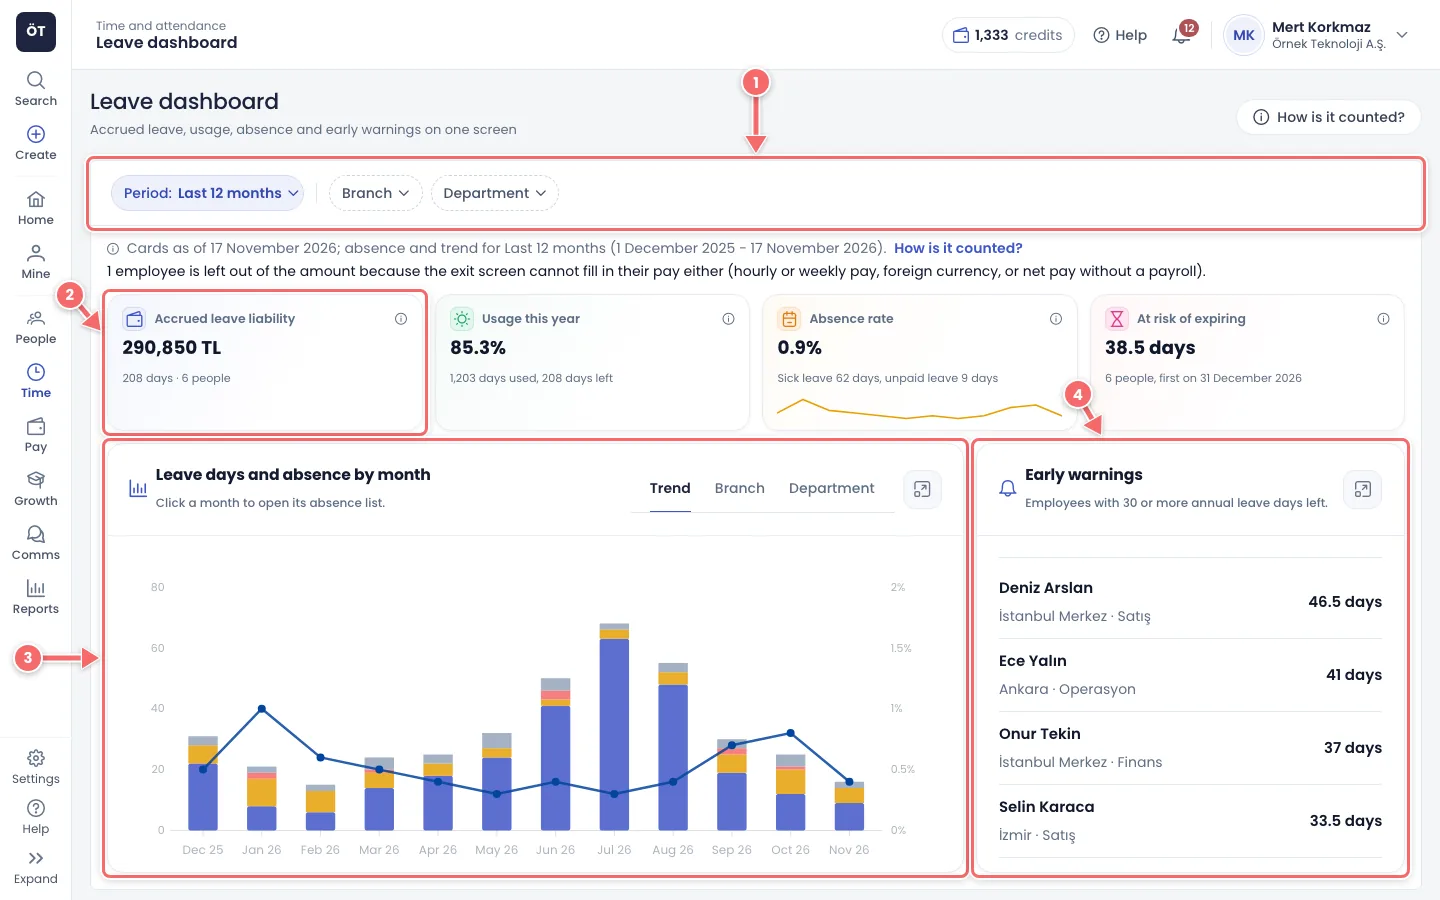 ÖT
Search
Create
Home
Mine
People
Time
Pay
Growth
Comms
Reports
Settings
Help
Expand
Time and attendance
Leave dashboard
1,333 credits
Help
12
MK
Mert Korkmaz
Örnek Teknoloji A.Ş.
Leave dashboard
Accrued leave, usage, absence and early warnings on one screen
How is it counted?
1
Period: Last 12 months
Branch
Department
Cards as of 17 November 2026; absence and trend for Last 12 months (1 December 2025 - 17 November 2026). How is it counted?
1 employee is left out of the amount because the exit screen cannot fill in their pay either (hourly or weekly pay, foreign currency, or net pay without a payroll).
2
Accrued leave liability
290,850 TL
208 days · 6 people
Usage this year
85.3%
1,203 days used, 208 days left
Absence rate
0.9%
Sick leave 62 days, unpaid leave 9 days
At risk of expiring
38.5 days
6 people, first on 31 December 2026
3
Leave days and absence by month
Click a month to open its absence list.
Trend
Branch
Department
80
60
40
20
0
2%
1.5%
1%
0.5%
0%
Dec 25
Jan 26
Feb 26
Mar 26
Apr 26
May 26
Jun 26
Jul 26
Aug 26
Sep 26
Oct 26
Nov 26
4
Early warnings
Employees with 30 or more annual leave days left.
Deniz Arslan
İstanbul Merkez · Satış
46.5 days
Ece Yalın
Ankara · Operasyon
41 days
Onur Tekin
İstanbul Merkez · Finans
37 days
Selin Karaca
İzmir · Satış
33.5 days